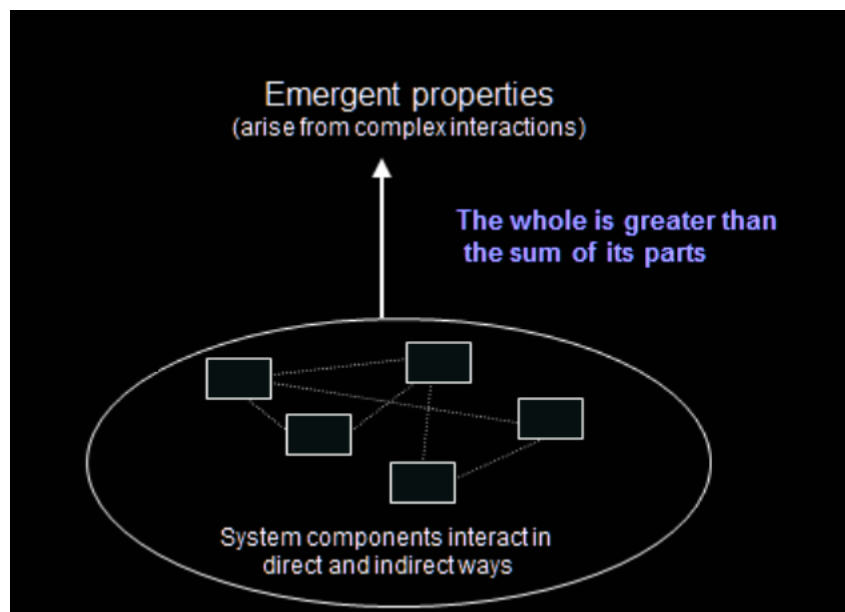 Emergent properties
(arise from complex interactions)
The whole is greater than
the sum of its parts
System components interact in
direct and indirect ways